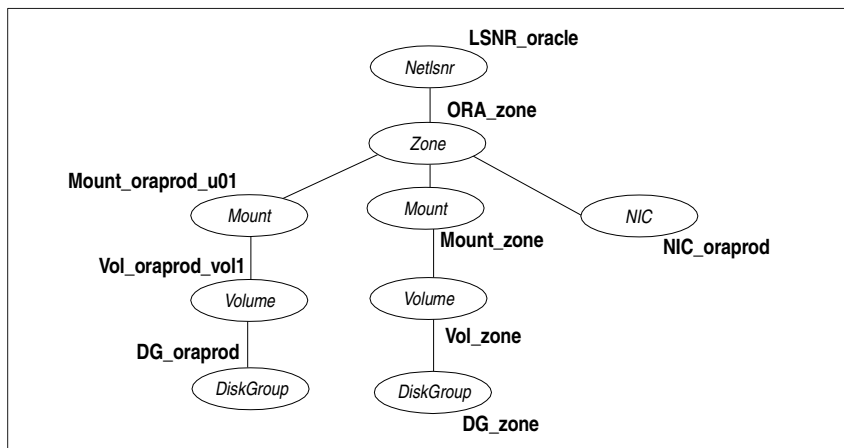 LSNR_oracle
Netlsnr
ORA_zone
Zone
Mount_oraprod_u01
Mount
Mount
NIC
Mount_zone
NIC_oraprod
Vol_oraprod_vol1
Volume
Volume
Vol_zone
DG_oraprod
DiskGroup
DiskGroup
DG_zone